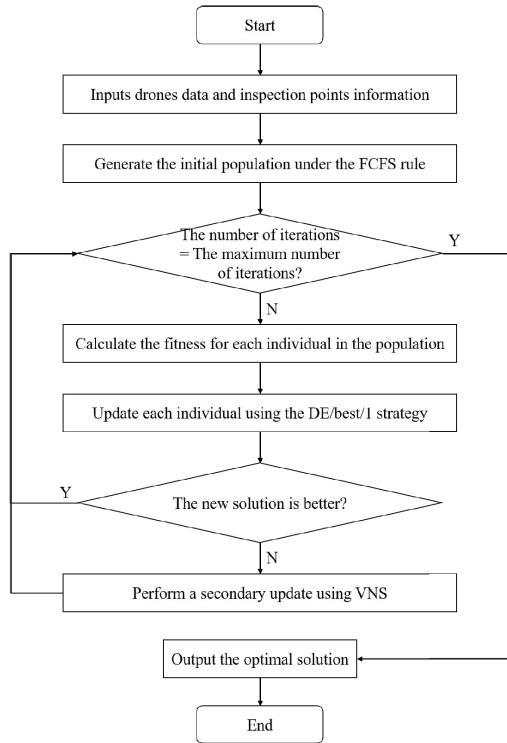 Start
Inputs drones data and inspection points information
Generate the initial population under the FCFS rule
The number of iterations
= The maximum number
of iterations?
Y
N
Calculate the fitness for each individual in the population
Update each individual using the DE/best/1 strategy
Y
The new solution is better?
N
Perform a secondary update using VNS
Output the optimal solution
End